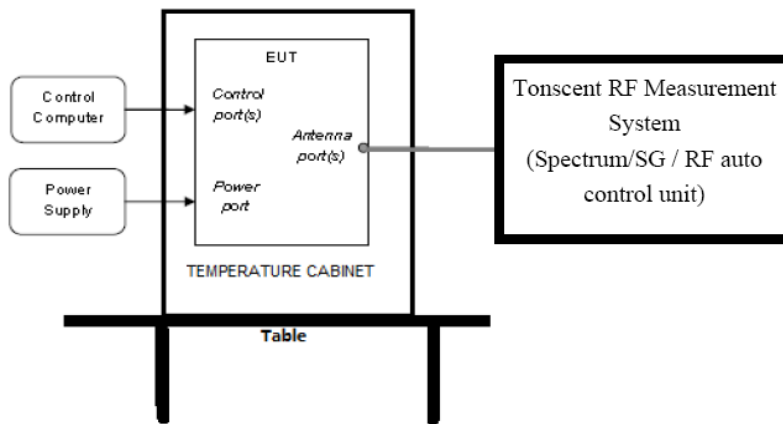 EUT
Control
Computer
Control
port(s)
Antenna
port(s)
Power
Supply
Power
port
TEMPERATURE CABINET
Table
Tonscent RF Measurement
System
(Spectrum/SG / RF auto
control unit)